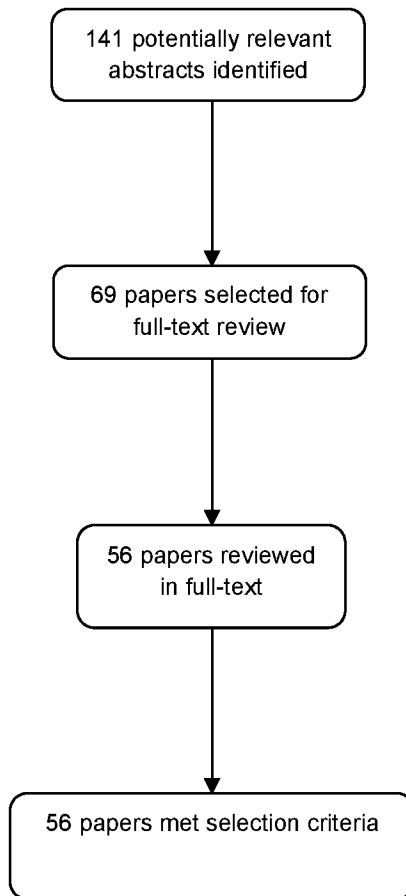 141 potentially relevant
abstracts identified
69 papers selected for
full-text review
56 papers reviewed
in full-text
56 papers met selection criteria